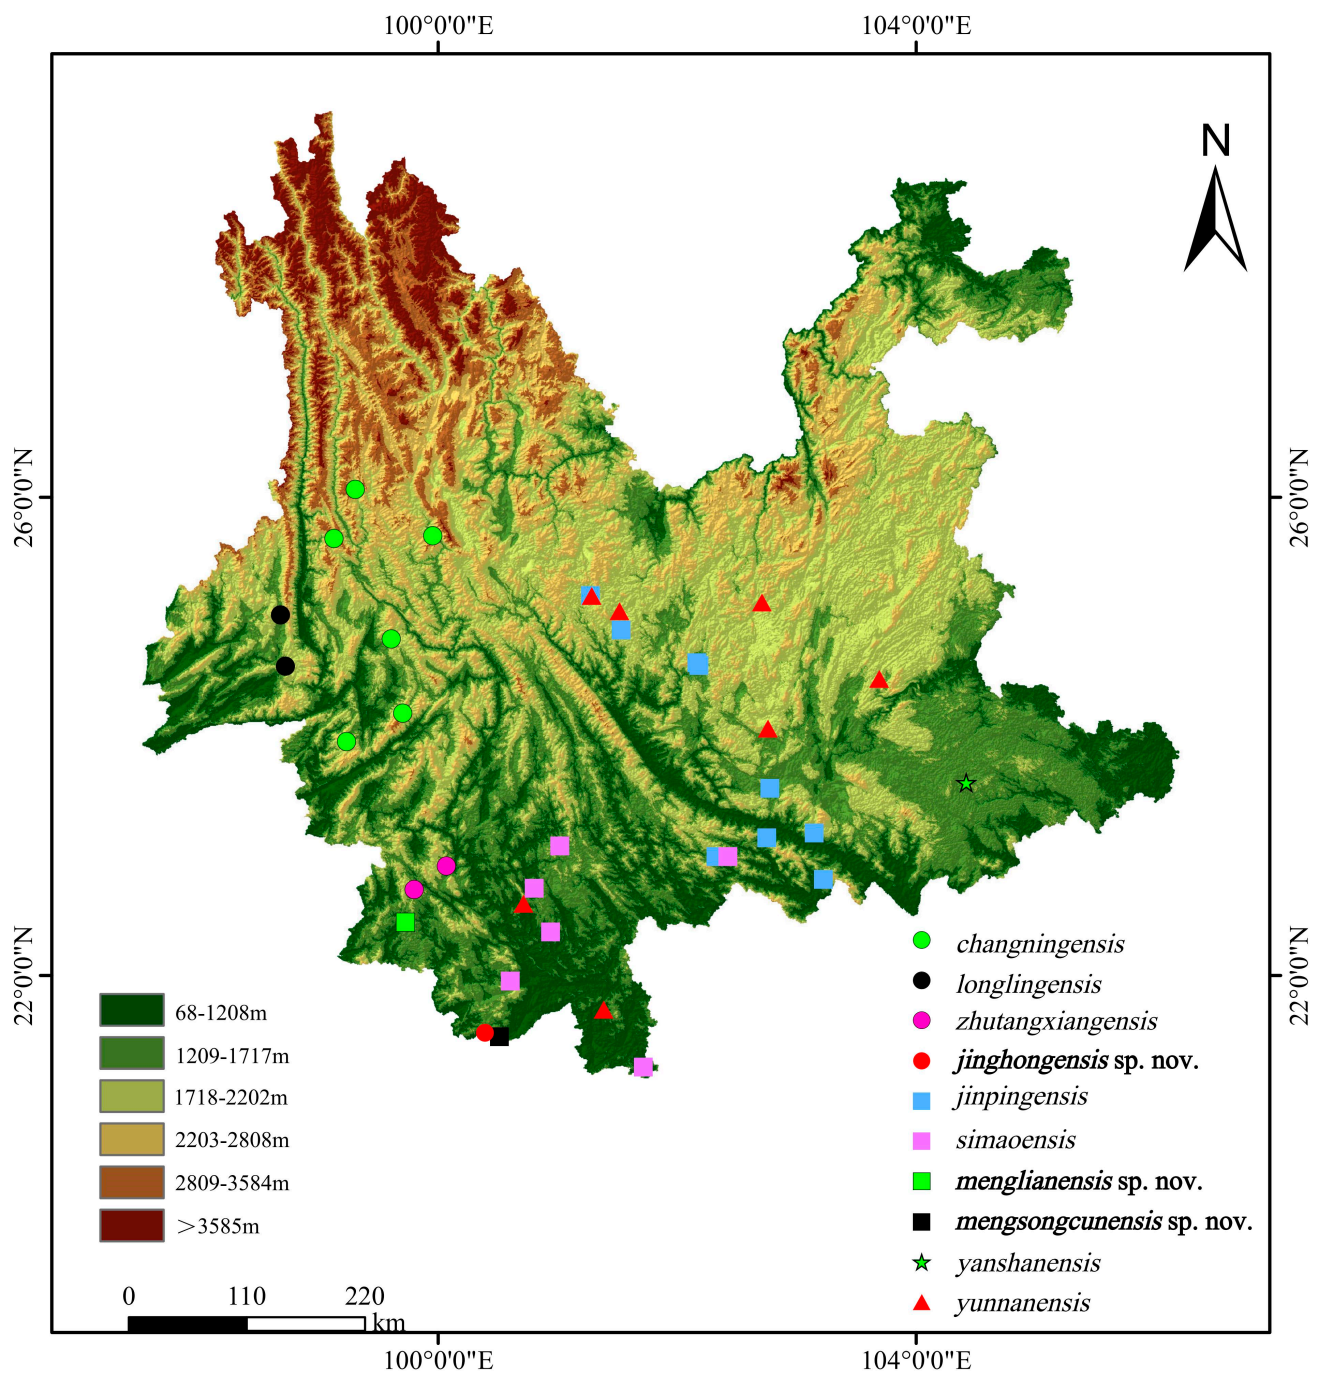 100°0'0"E
104°0'0"E
N
26°0'0"N
26°0'0"N
22°0'0"N
22°0'0"N
changningensis
longlingensis
zhutangxiangensis
jinghongensis sp. nov.
jinpingensis
simaoensis
menglianensis sp. nov.
mengsongcunensis sp. nov.
yanshanensis
yunnanensis
68-1208m
1209-1717m
1718-2202m
2203-2808m
2809-3584m
>3585m
0 110 220
km
100°0'0"E
104°0'0"E